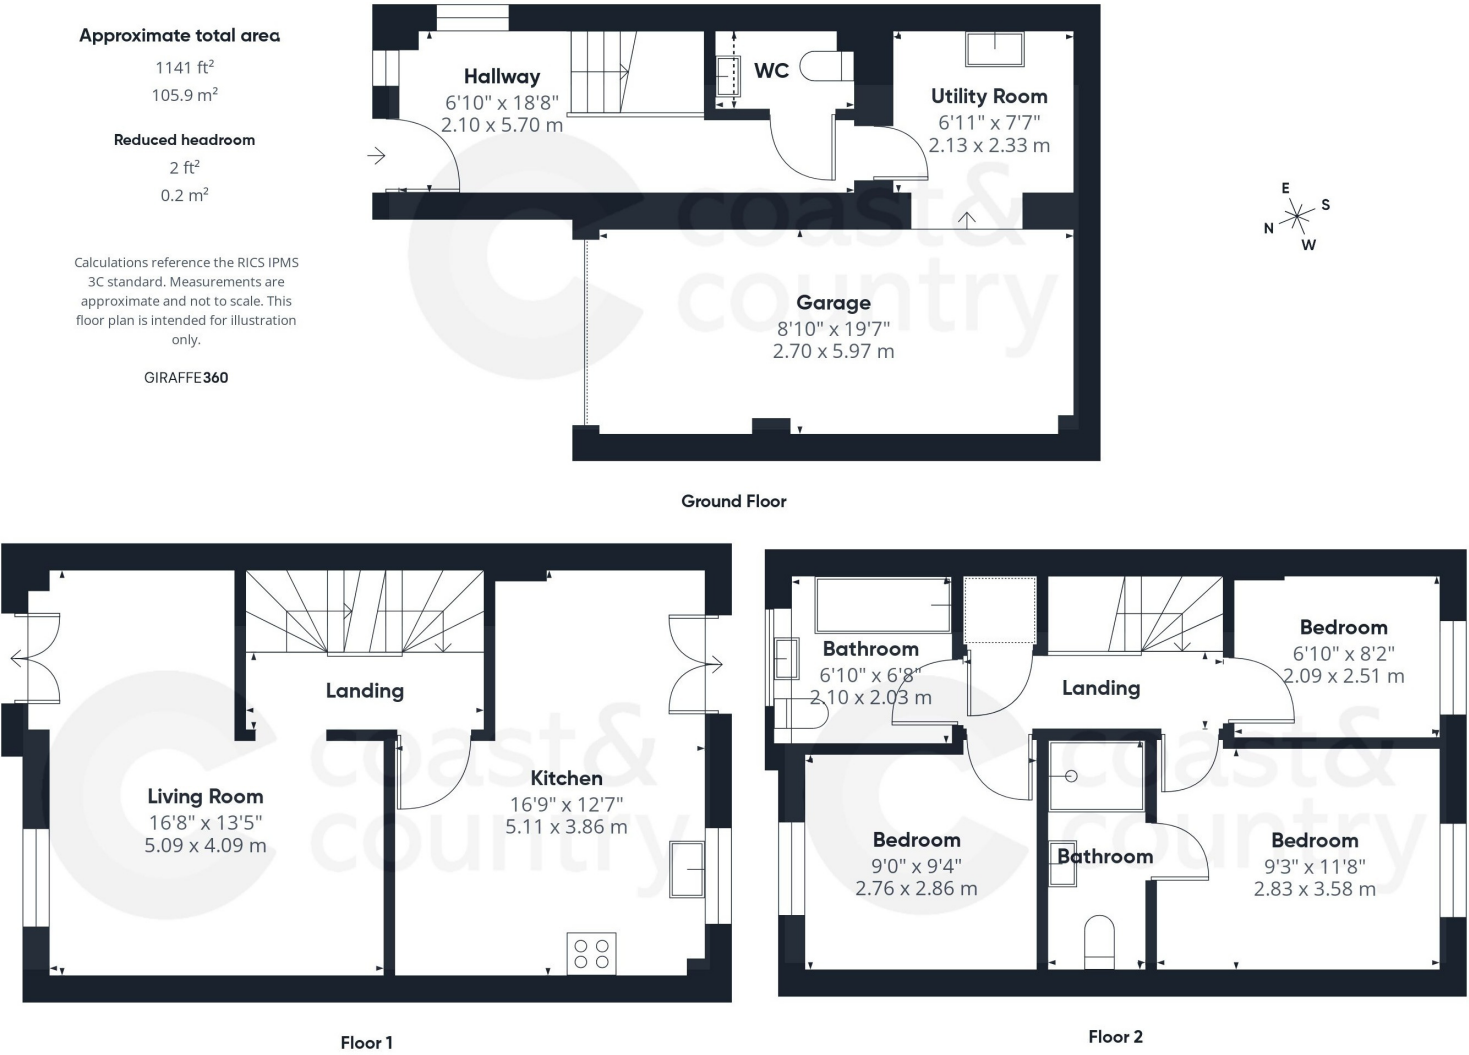 Approximate total area
1141 ft²
105.9 m²
Reduced headroom
2 ft²
0.2 m²
Calculations reference the RICS IPMS
3C standard. Measurements are
approximate and not to scale. This
floor plan is intended for illustration
only.
GIRAFFE360
Hallway
6'10" x 18'8"
2.10 x 5.70 m
WC
Utility Room
6'11" x 7'7"
2.13 x 2.33 m
Garage
8'10" x 19'7"
2.70 x 5.97 m
E
S
N
W
coast&
country
Ground Floor
Landing
Living Room
16'8" x 13'5"
5.09 x 4.09 m
Kitchen
16'9" x 12'7"
5.11 x 3.86 m
coast&
country
Floor 1
Bathroom
6'10" x 6'8"
2.10 x 2.03 m
Landing
Bedroom
6'10" x 8'2"
2.09 x 2.51 m
Bedroom
9'0" x 9'4"
2.76 x 2.86 m
Bathroom
Bedroom
9'3" x 11'8"
2.83 x 3.58 m
coast&
country
Floor 2